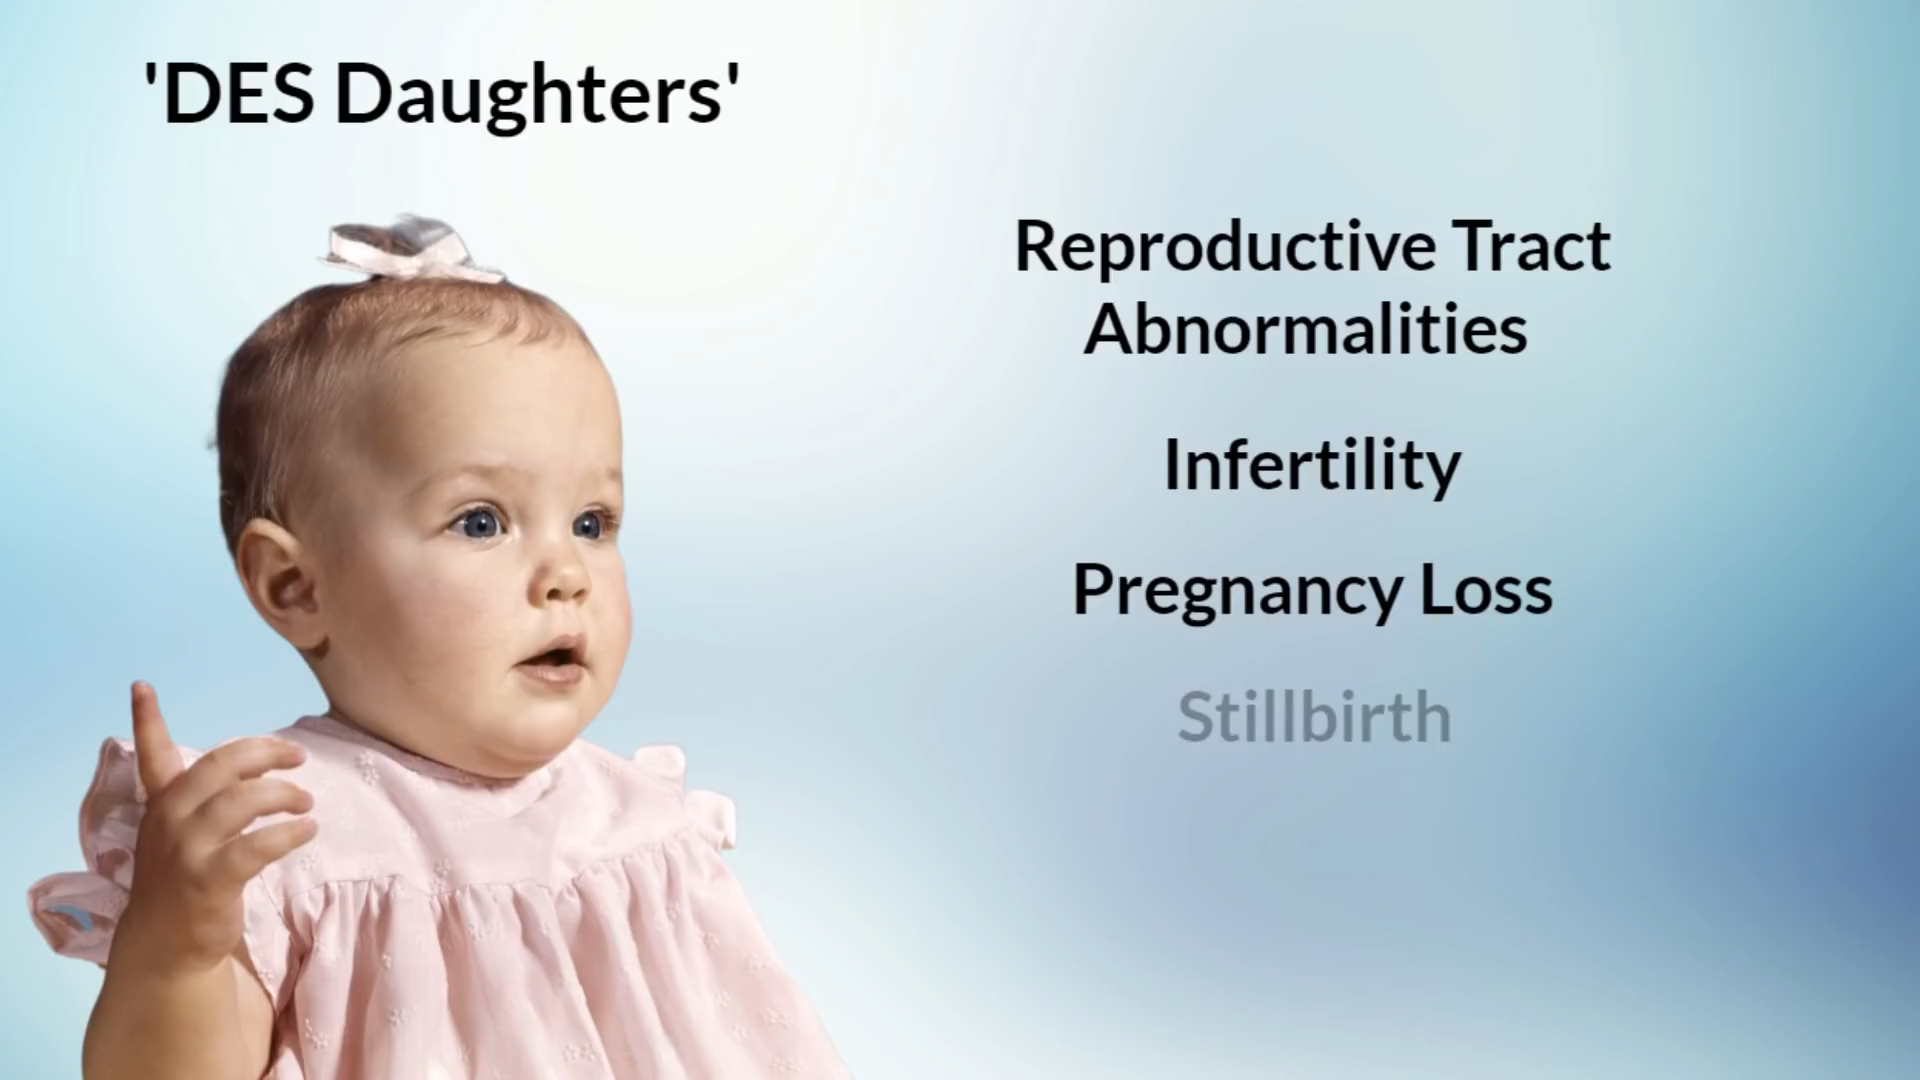 'DES Daughters'
Reproductive Tract
Abnormalities
Infertility
Pregnancy Loss
Stillbirth